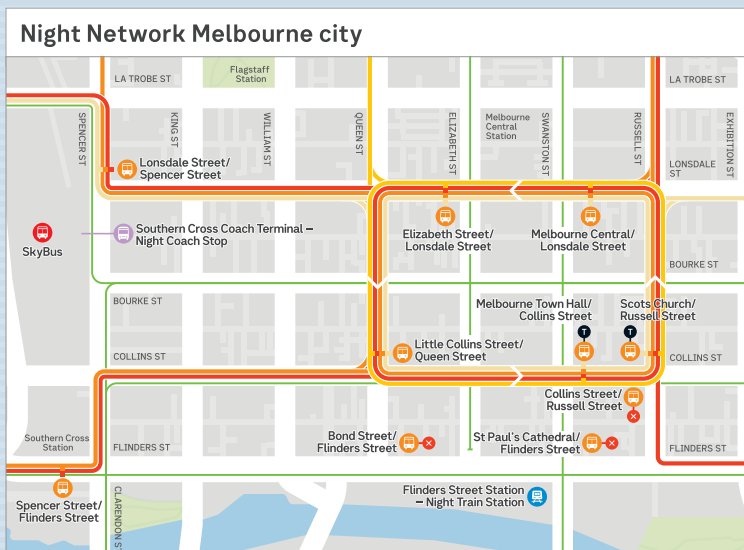 Night Network Melbourne city
LA TROBE ST
Flagstaff
Station
LA TROBE ST
SPENCER ST
KING ST
WILLIAM ST
QUEEN ST
ELIZABETH ST
Melbourne
Central
Station
SWANSTON ST
RUSSELL ST
EXHIBITION ST
Lonsdale Street/
Spencer Street
LONSDALE
ST
SkyBus
Southern Cross Coach Terminal –
Night Coach Stop
Elizabeth Street/
Lonsdale Street
Melbourne Central/
Lonsdale Street
BOURKE ST
BOURKE ST
Melbourne Town Hall/
Collins Street
Scots Church/
Russell Street
T
T
COLLINS ST
Little Collins Street/
Queen Street
COLLINS ST
Collins Street/
Russell Street
Southern Cross
Station
FLINDERS ST
Bond Street/
Flinders Street
St Paul's Cathedral/
Flinders Street
FLINDERS ST
Spencer Street/
Flinders Street
CLARENDON ST
Flinders Street Station
– Night Train Station